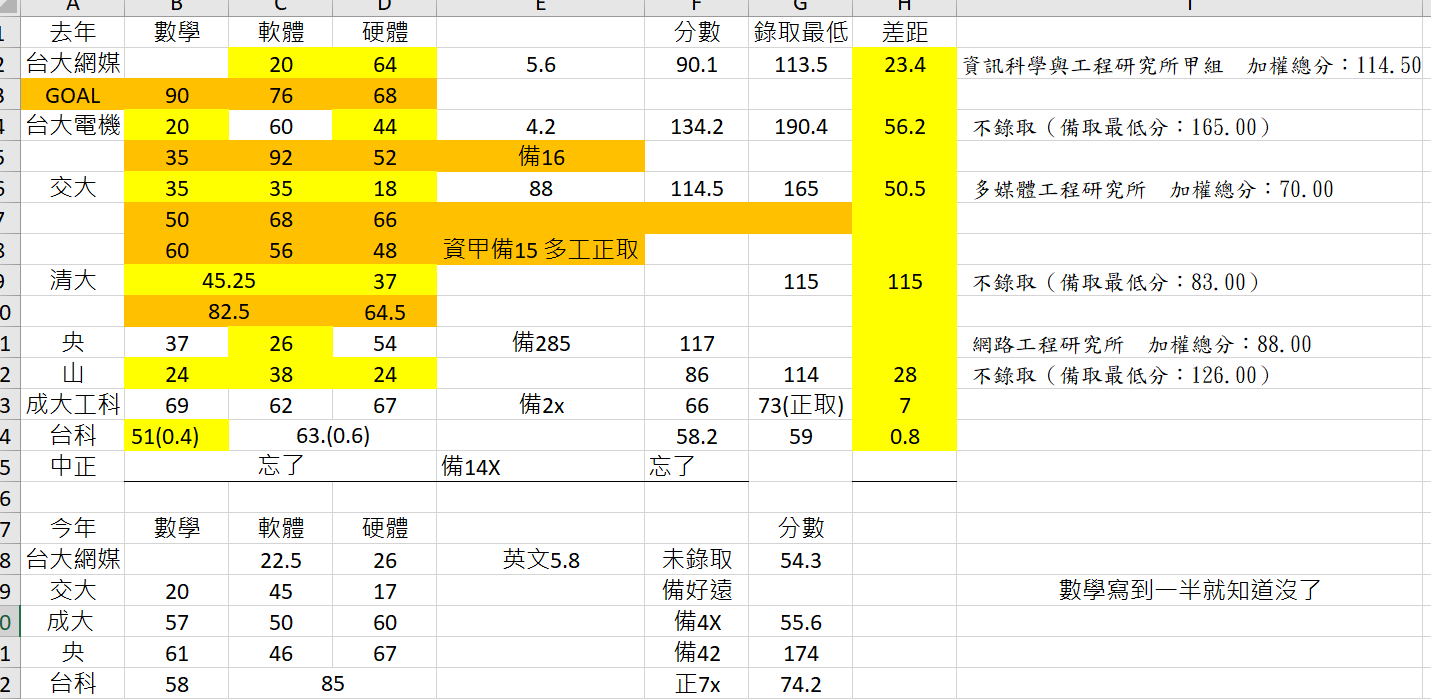 A B C D E F G H I
1 去年 數學 軟體 硬體 分數 錄取最低 差距
2 台大網媒 20 64 5.6 90.1 113.5 23.4 資訊科學與工程研究所甲組 加權總分：114.50
3 GOAL 90 76 68
4 台大電機 20 60 44 4.2 134.2 190.4 56.2 不錄取（備取最低分：165.00）
5 35 92 52 備16
6 交大 35 35 18 88 114.5 165 50.5 多媒體工程研究所 加權總分：70.00
7 50 68 66
8 60 56 48 資甲備15 多工正取
9 清大 45.25 37 115 115 不錄取（備取最低分：83.00）
0 82.5 64.5
1 央 37 26 54 備285 117 網路工程研究所 加權總分：88.00
2 山 24 38 24 86 114 28 不錄取（備取最低分：126.00）
3 成大工科 69 62 67 備2x 66 73(正取) 7
4 台科 51(0.4) 63.(0.6) 58.2 59 0.8
5 中正 忘了 備14X 忘了
6
7 今年 數學 軟體 硬體 分數
8 台大網媒 22.5 26 英文5.8 未錄取 54.3
9 交大 20 45 17 備好遠 數學寫到一半就知道沒了
0 成大 57 50 60 備4X 55.6
1 央 61 46 67 備42 174
2 台科 58 85 正7x 74.2